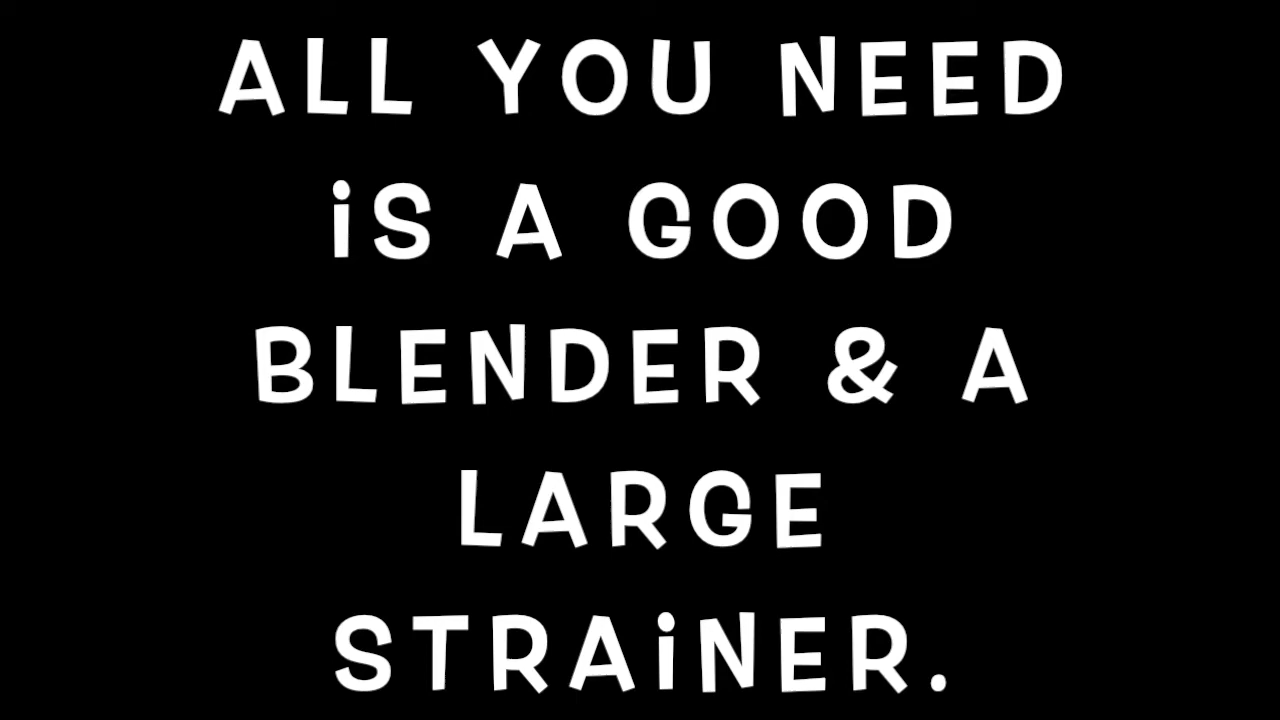 ALL YOU NEED
iS A GOOD
BLENDER & A
LARGE
STRAiNER.